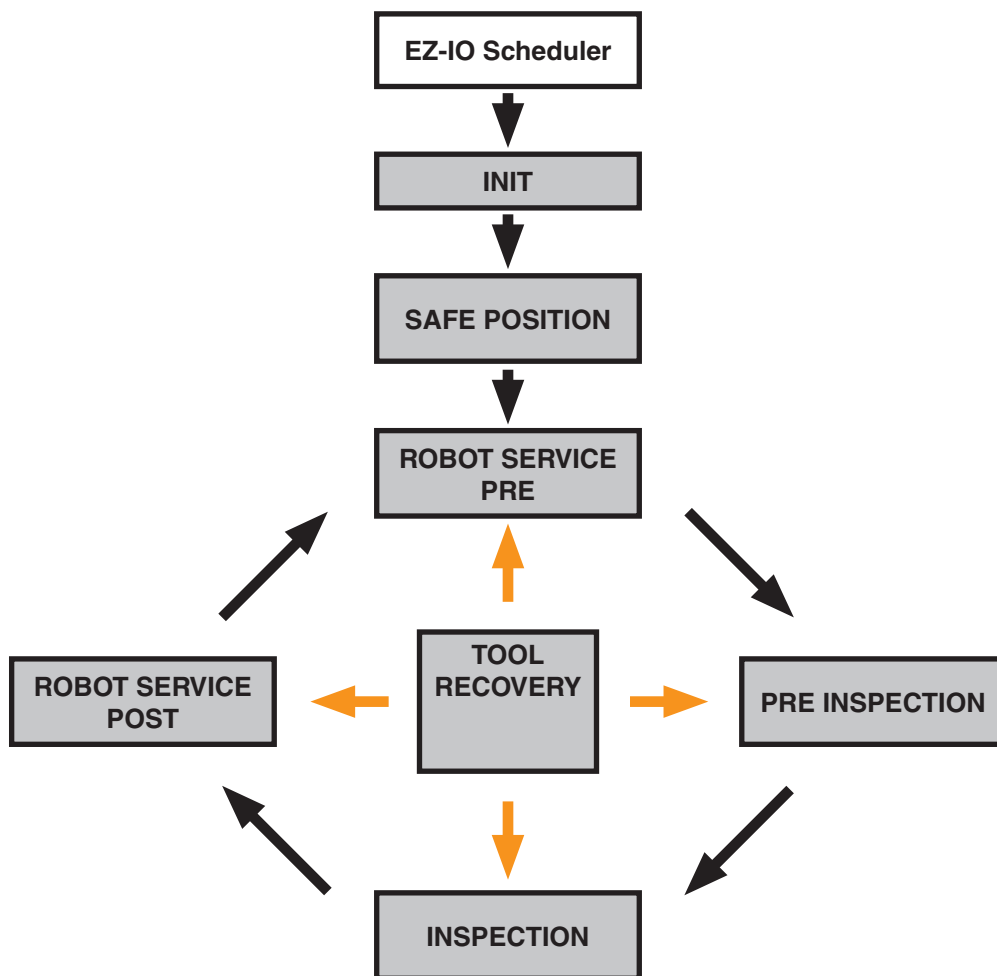 EZ-IO Scheduler
INIT
SAFE POSITION
ROBOT SERVICE
PRE
TOOL
RECOVERY
ROBOT SERVICE
POST
PRE INSPECTION
INSPECTION